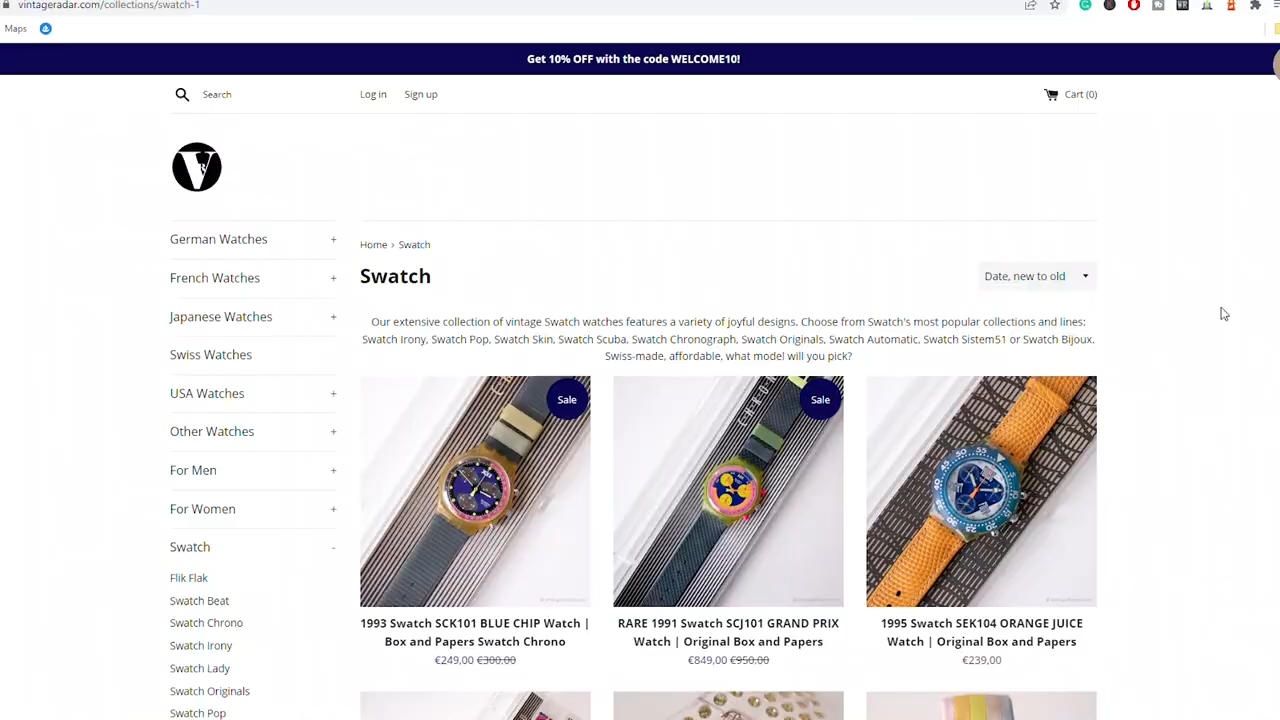 vintageradar.com/collections/swatch-1
Maps
Get 10% OFF with the code WELCOME10!
Search
Log in
Sign up
Cart (0)
V
German Watches +
French Watches +
Japanese Watches +
Swiss Watches
USA Watches +
Other Watches +
For Men +
For Women +
Swatch -
Flik Flak
Swatch Beat
Swatch Chrono
Swatch Irony
Swatch Lady
Swatch Originals
Swatch Pop
Home › Swatch
Swatch
Date, new to old
Our extensive collection of vintage Swatch watches features a variety of joyful designs. Choose from Swatch's most popular collections and lines:
Swatch Irony, Swatch Pop, Swatch Skin, Swatch Scuba, Swatch Chronograph, Swatch Originals, Swatch Automatic, Swatch Sistem51 or Swatch Bijoux.
Swiss-made, affordable, what model will you pick?
Sale
1993 Swatch SCK101 BLUE CHIP Watch |
Box and Papers Swatch Chrono
€249,00 €300,00
Sale
RARE 1991 Swatch SCJ101 GRAND PRIX
Watch | Original Box and Papers
€849,00 €950,00
1995 Swatch SEK104 ORANGE JUICE
Watch | Original Box and Papers
€239,00